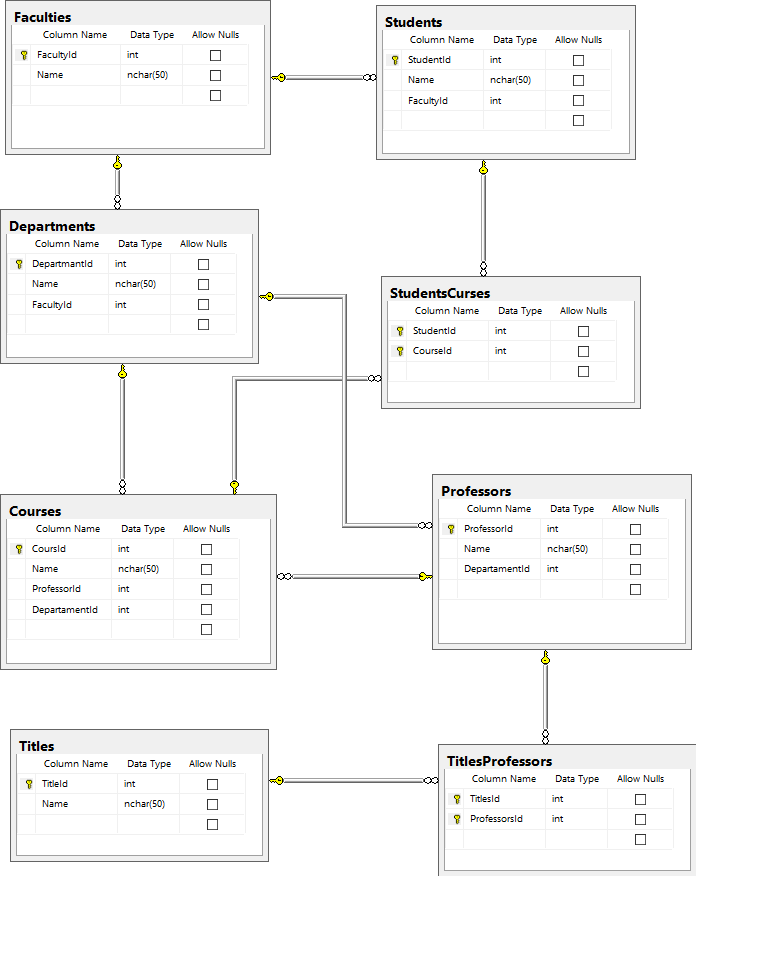 Faculties
Column Name Data Type Allow Nulls
FacultyId int
Name nchar(50)
Students
Column Name Data Type Allow Nulls
StudentId int
Name nchar(50)
FacultyId int
Departments
Column Name Data Type Allow Nulls
DepartmantId int
Name nchar(50)
FacultyId int
StudentsCurses
Column Name Data Type Allow Nulls
StudentId int
CourseId int
Courses
Column Name Data Type Allow Nulls
CoursId int
Name nchar(50)
ProfessorId int
DepartamentId int
Professors
Column Name Data Type Allow Nulls
ProfessorId int
Name nchar(50)
DepartamentId int
Titles
Column Name Data Type Allow Nulls
TitleId int
Name nchar(50)
TitlesProfessors
Column Name Data Type Allow Nulls
TitlesId int
ProfessorsId int